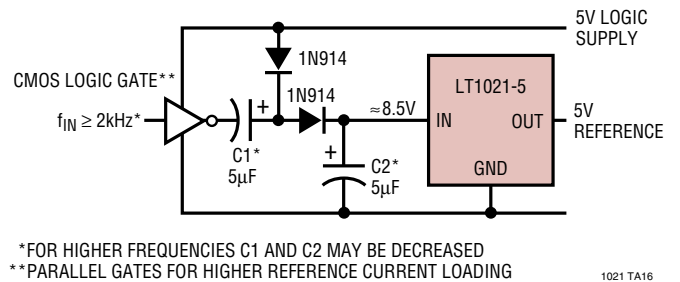 5V LOGIC
SUPPLY
1N914
CMOS LOGIC GATE**
1N914
LT1021-5
fIN ≥ 2kHz*
+
≈8.5V
IN
OUT
5V
REFERENCE
C1*
5µF
+
C2*
5µF
GND
*FOR HIGHER FREQUENCIES C1 AND C2 MAY BE DECREASED
**PARALLEL GATES FOR HIGHER REFERENCE CURRENT LOADING
1021 TA16